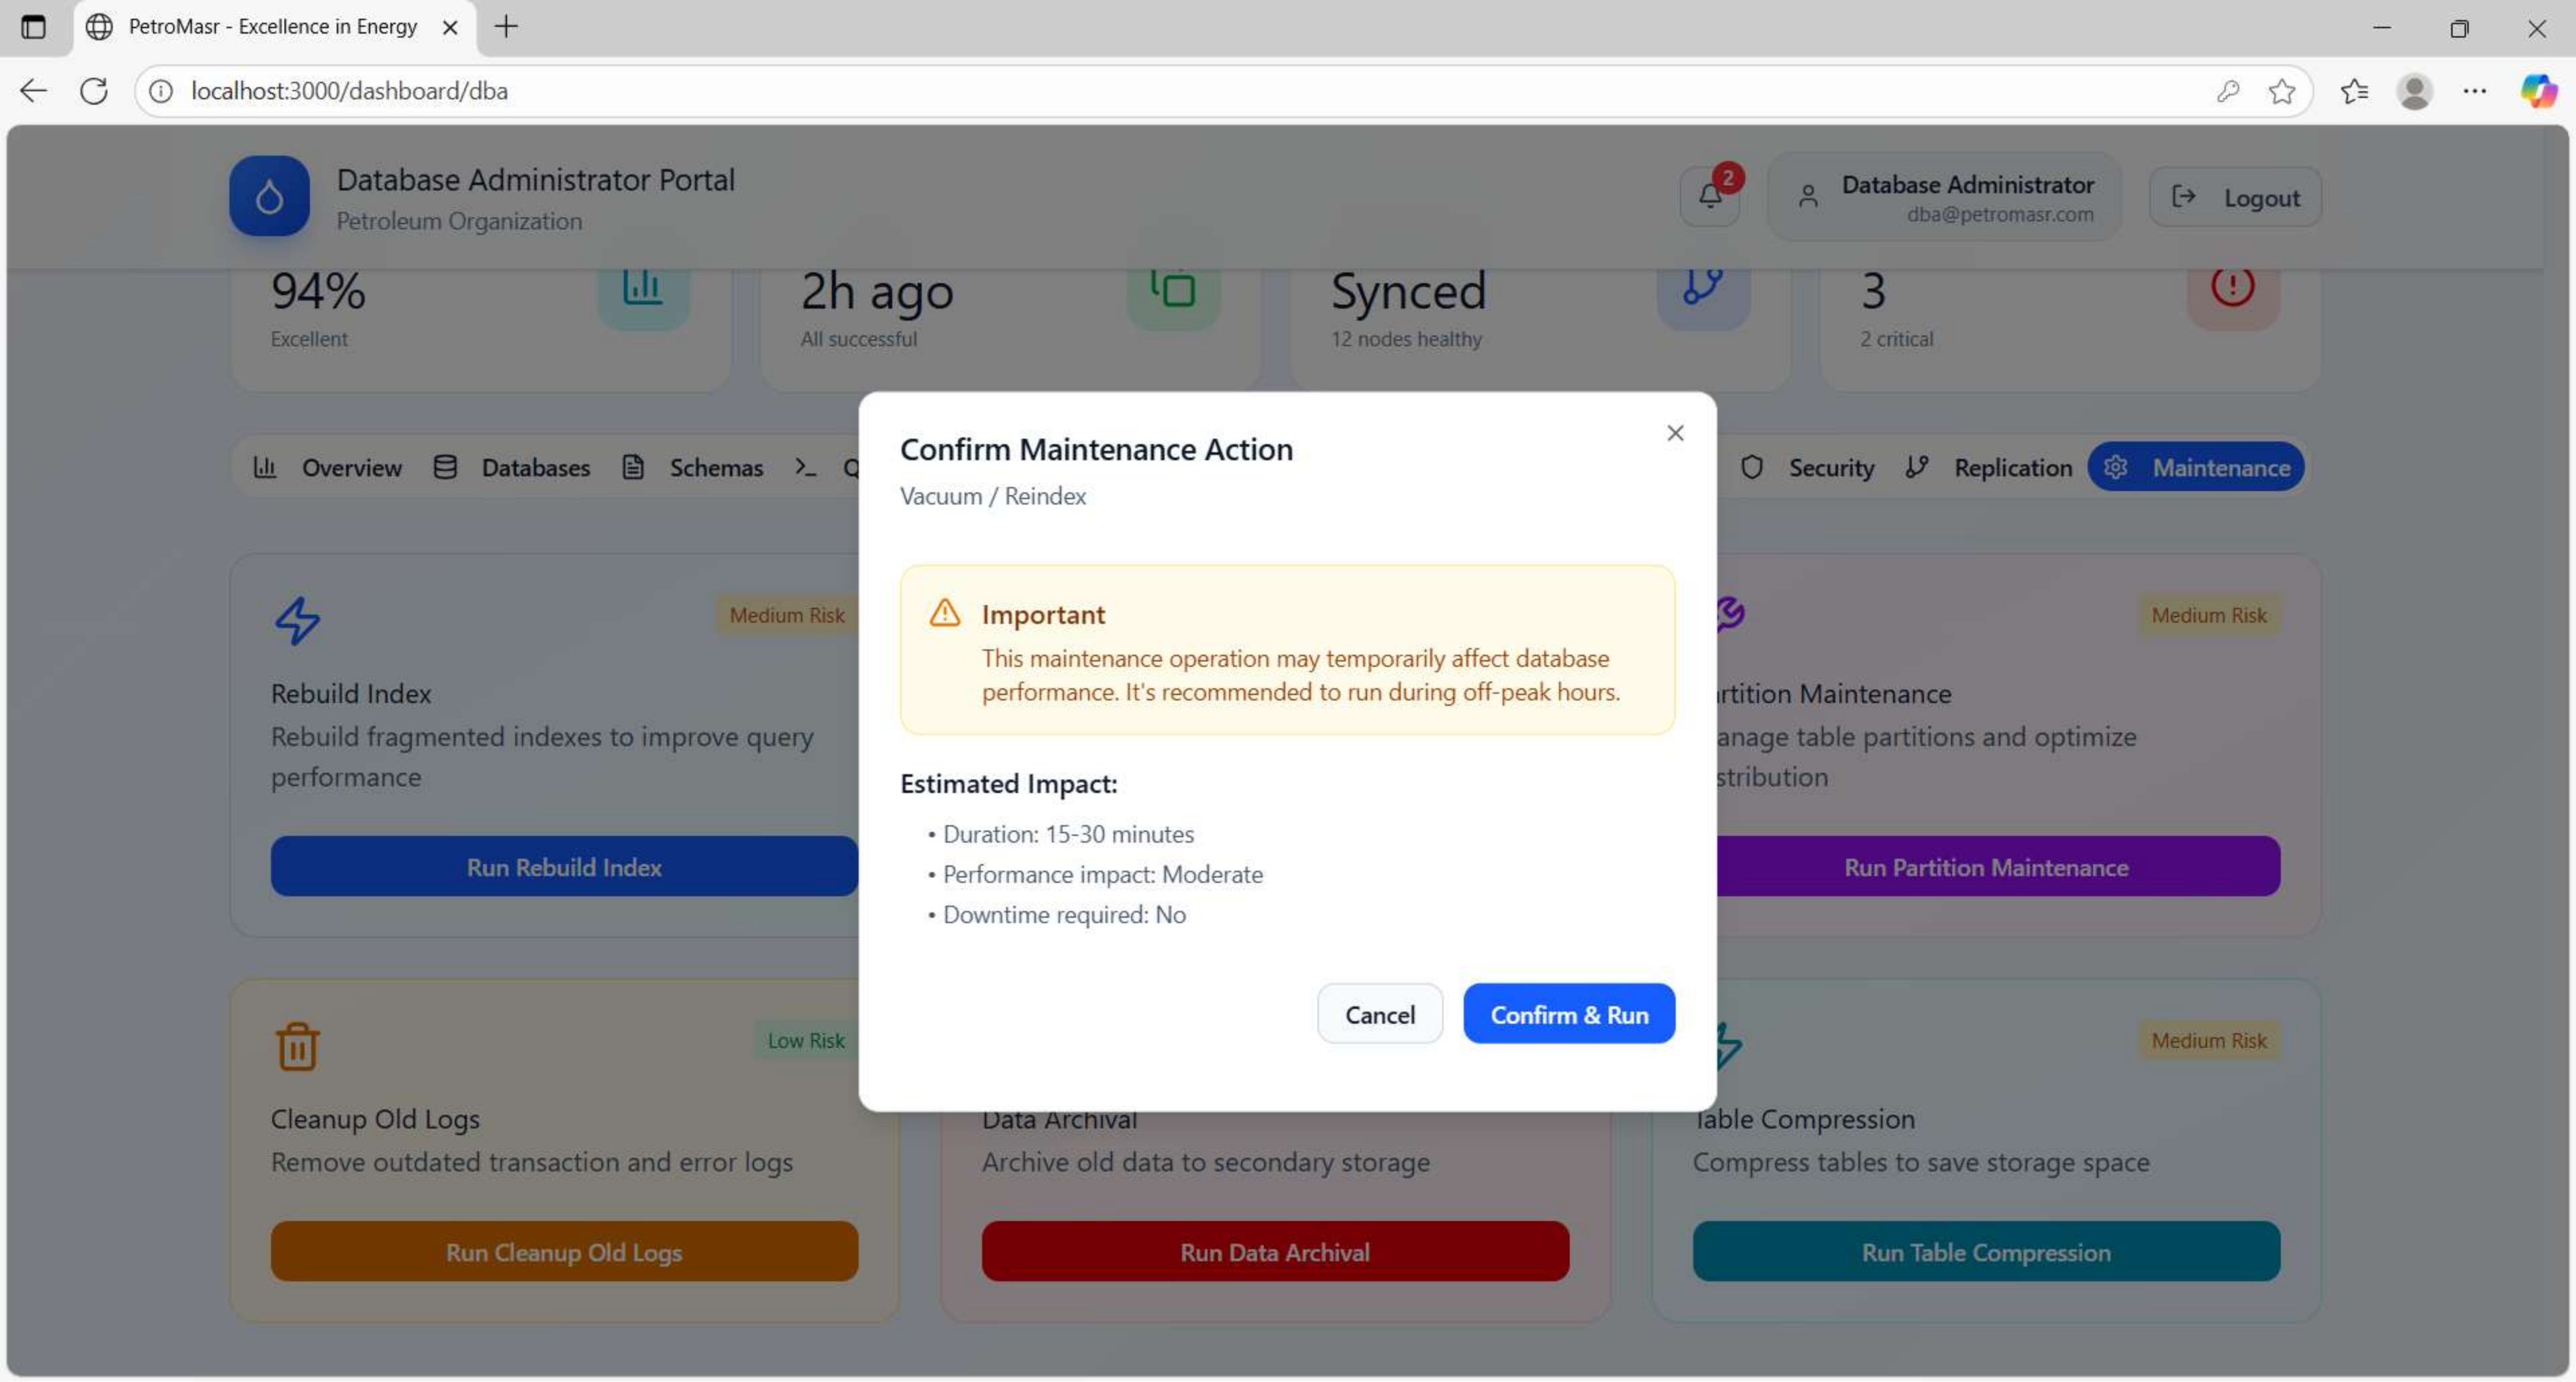 PetroMasr - Excellence in Energy
localhost:3000/dashboard/dba
Database Administrator Portal
Petroleum Organization
2
Database Administrator
dba@petromasr.com
Logout
94%
Excellent
2h ago
All successful
Synced
12 nodes healthy
3
2 critical
Overview
Databases
Schemas
Q
Security
Replication
Maintenance
Confirm Maintenance Action
Vacuum / Reindex
Important
This maintenance operation may temporarily affect database
performance. It's recommended to run during off-peak hours.
Estimated Impact:
• Duration: 15-30 minutes
• Performance impact: Moderate
• Downtime required: No
Cancel
Confirm & Run
Medium Risk
Rebuild Index
Rebuild fragmented indexes to improve query
performance
Run Rebuild Index
Medium Risk
rtition Maintenance
anage table partitions and optimize
stribution
Run Partition Maintenance
Low Risk
Cleanup Old Logs
Remove outdated transaction and error logs
Run Cleanup Old Logs
Data Archival
Archive old data to secondary storage
Run Data Archival
Medium Risk
Table Compression
Compress tables to save storage space
Run Table Compression